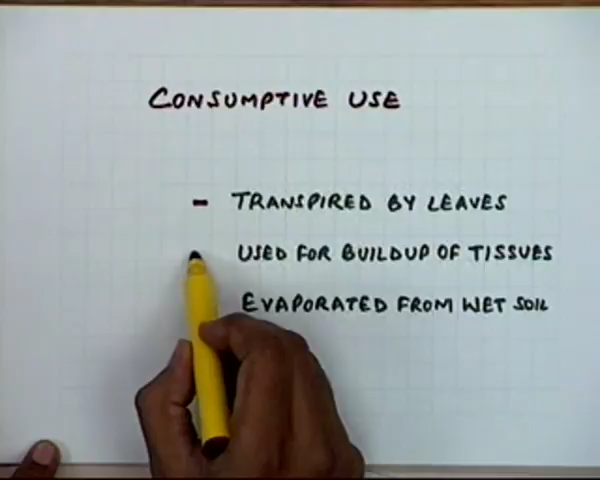 CONSUMPTIVE USE
- TRANSPIRED BY LEAVES
USED FOR BUILDUP OF TISSUES
EVAPORATED FROM WET SOIL